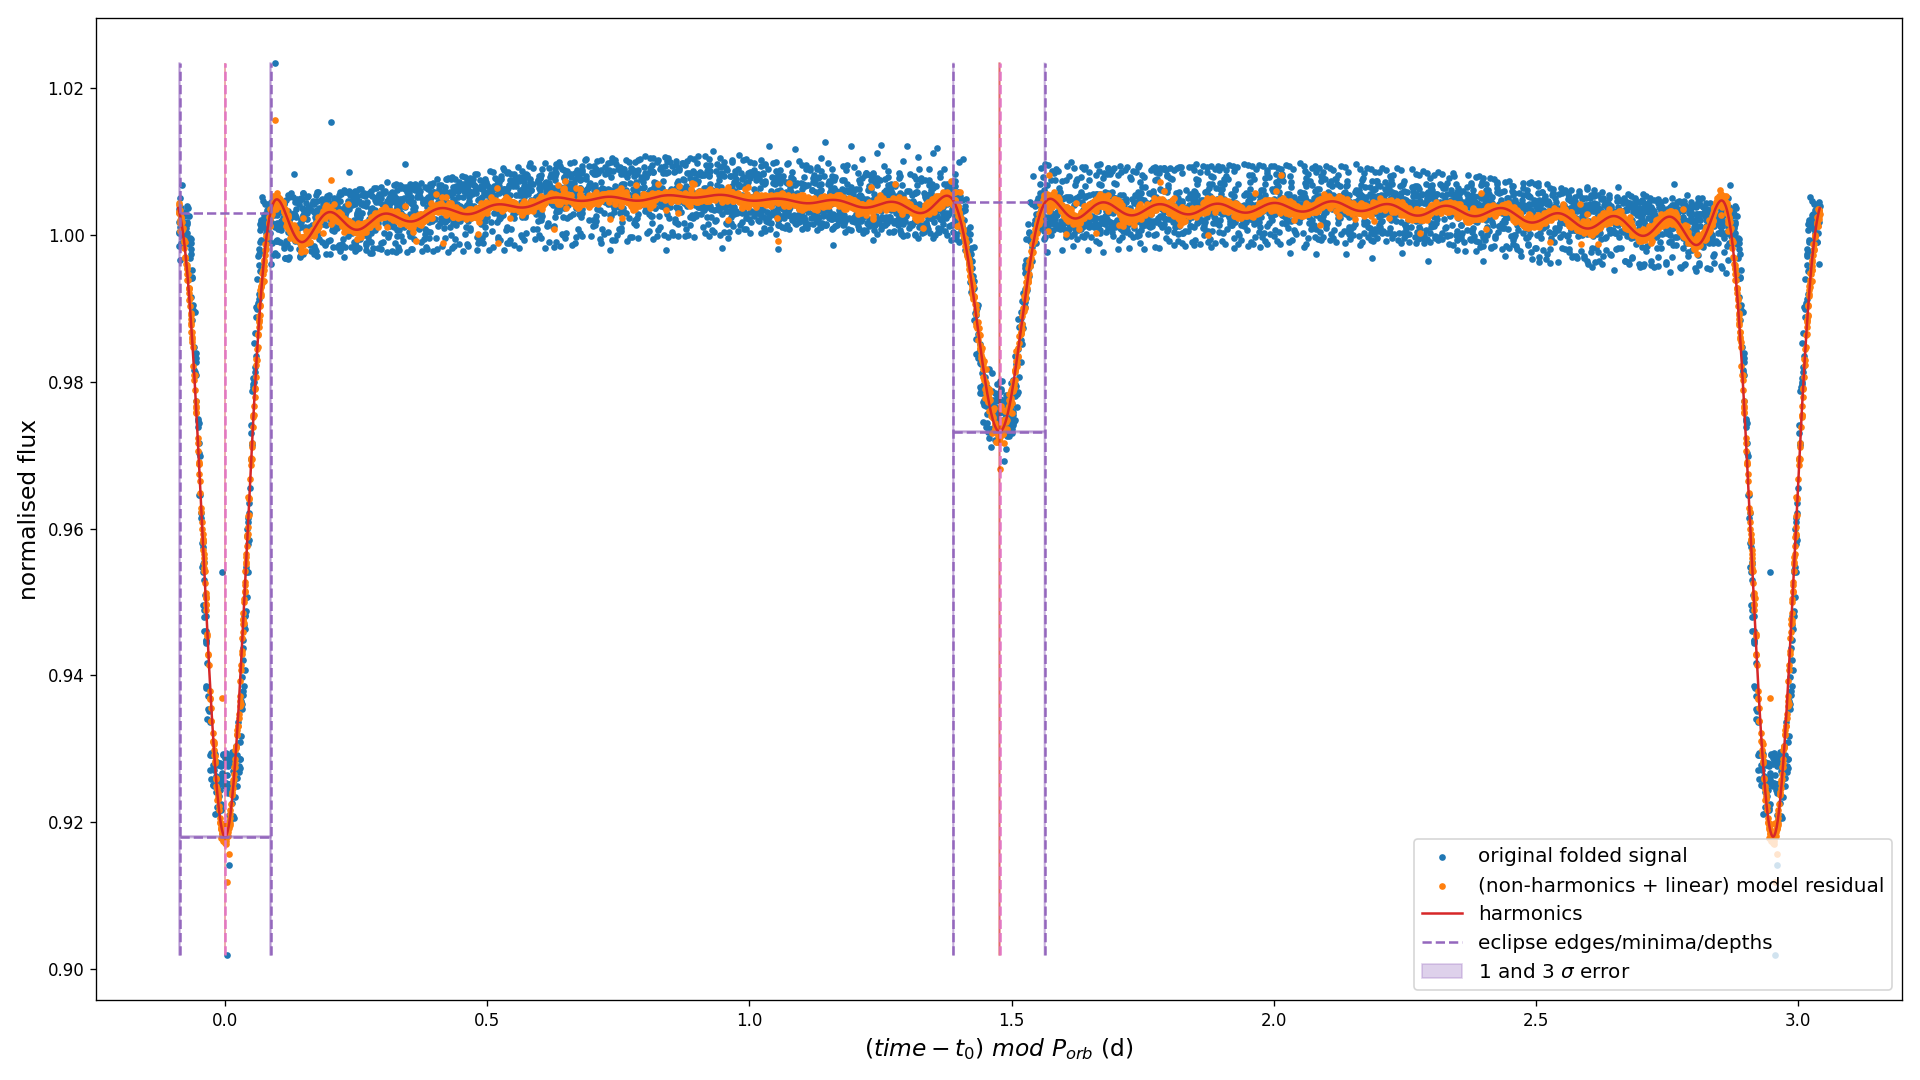 1.02
1.00
0.98
0.96
0.94
0.92
0.90
normalised flux
original folded signal
(non-harmonics + linear) model residual
harmonics
eclipse edges/minima/depths
1 and 3 σ error
0.0 0.5 1.0 1.5 2.0 2.5 3.0
(time − t₀) mod Pₒᵣb (d)